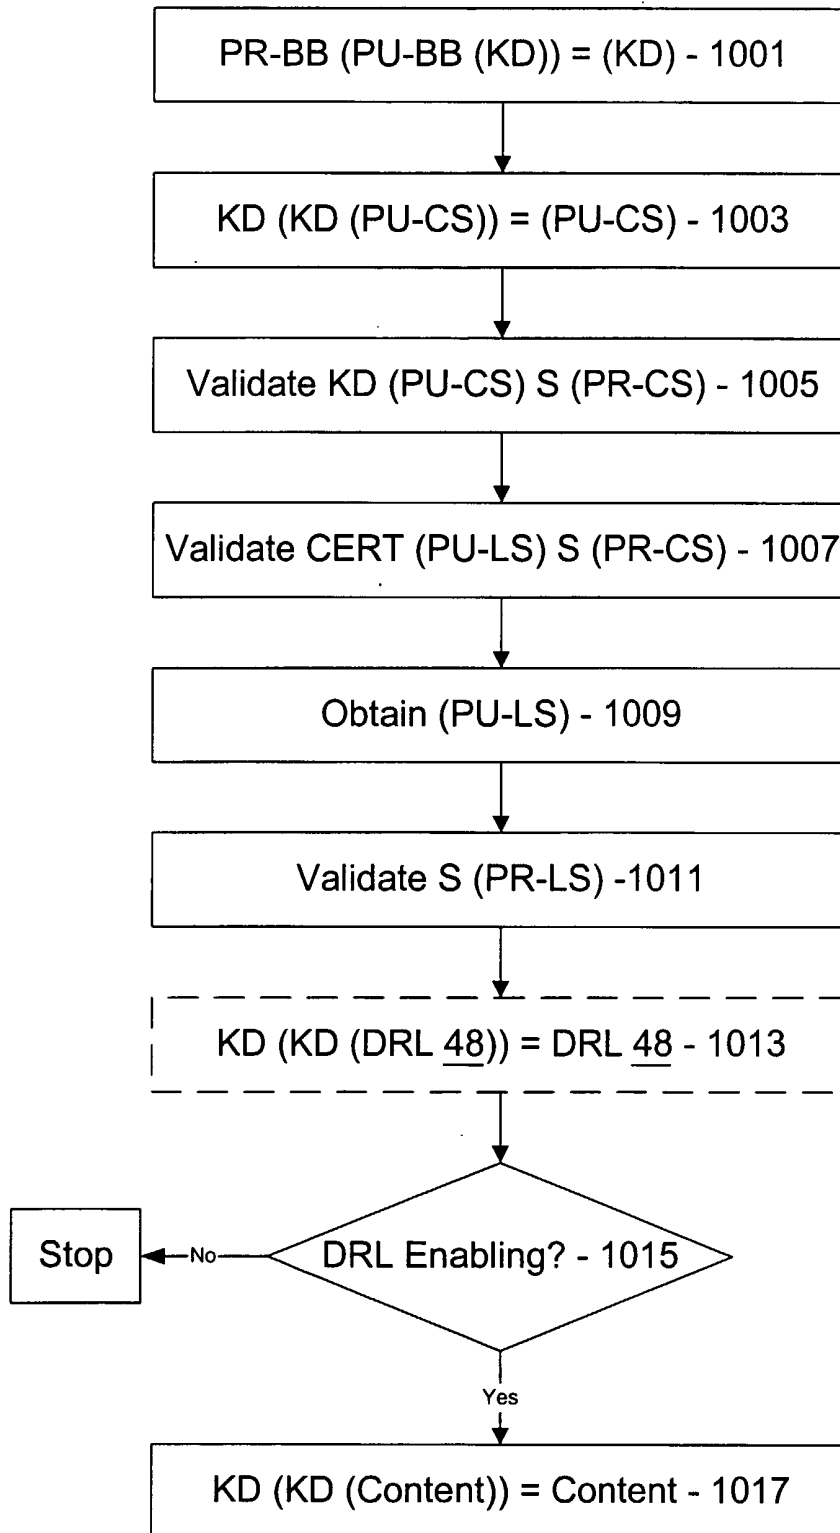 PR-BB (PU-BB (KD)) = (KD) - 1001
KD (KD (PU-CS)) = (PU-CS) - 1003
Validate KD (PU-CS) S (PR-CS) - 1005
Validate CERT (PU-LS) S (PR-CS) - 1007
Obtain (PU-LS) - 1009
Validate S (PR-LS) -1011
KD (KD (DRL 48)) = DRL 48 - 1013
DRL Enabling? - 1015
No
Stop
Yes
KD (KD (Content)) = Content - 1017